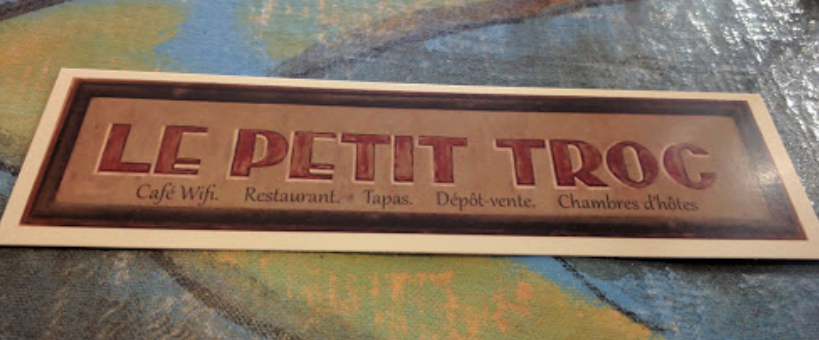 LE PETIT TROC
Café Wifi. Restaurant. Tapas. Dépôt-vente. Chambres d'hôtes